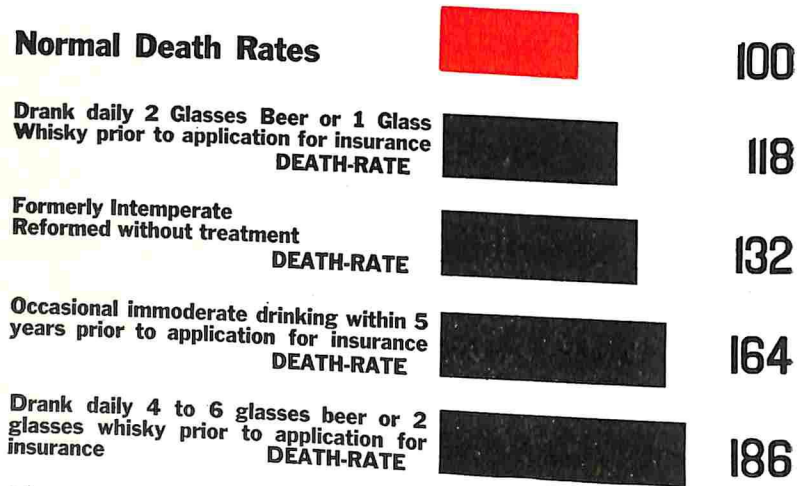 Normal Death Rates 100
Drank daily 2 Glasses Beer or 1 Glass
Whisky prior to application for insurance
DEATH-RATE 118
Formerly Intemperate
Reformed without treatment
DEATH-RATE 132
Occasional immoderate drinking within 5
years prior to application for insurance
DEATH-RATE 164
Drank daily 4 to 6 glasses beer or 2
glasses whisky prior to application for
insurance DEATH-RATE 186